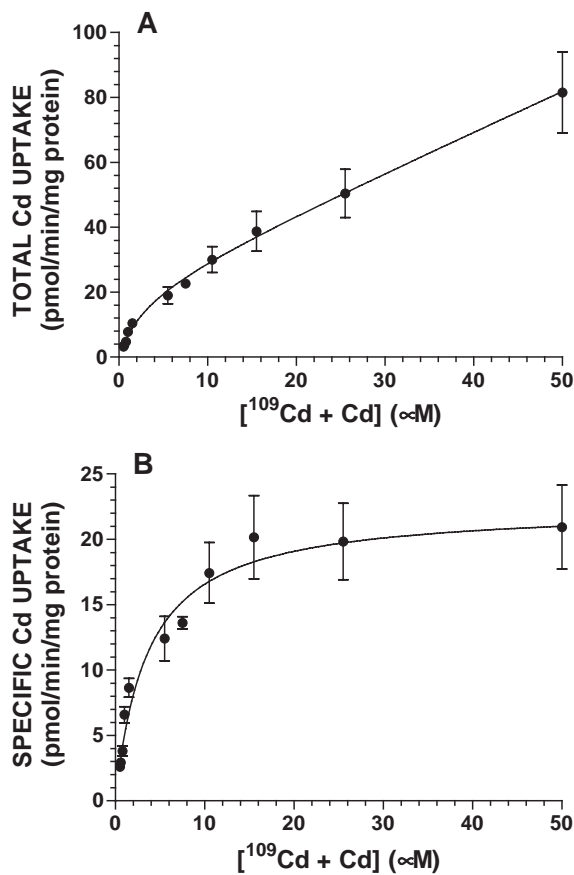 A
TOTAL Cd UPTAKE
(pmol/min/mg protein)
100
80
60
40
20
0
0 10 20 30 40 50
[¹⁰⁹Cd + Cd] (∝M)
B
SPECIFIC Cd UPTAKE
(pmol/min/mg protein)
25
20
15
10
5
0
0 10 20 30 40 50
[¹⁰⁹Cd + Cd] (∝M)